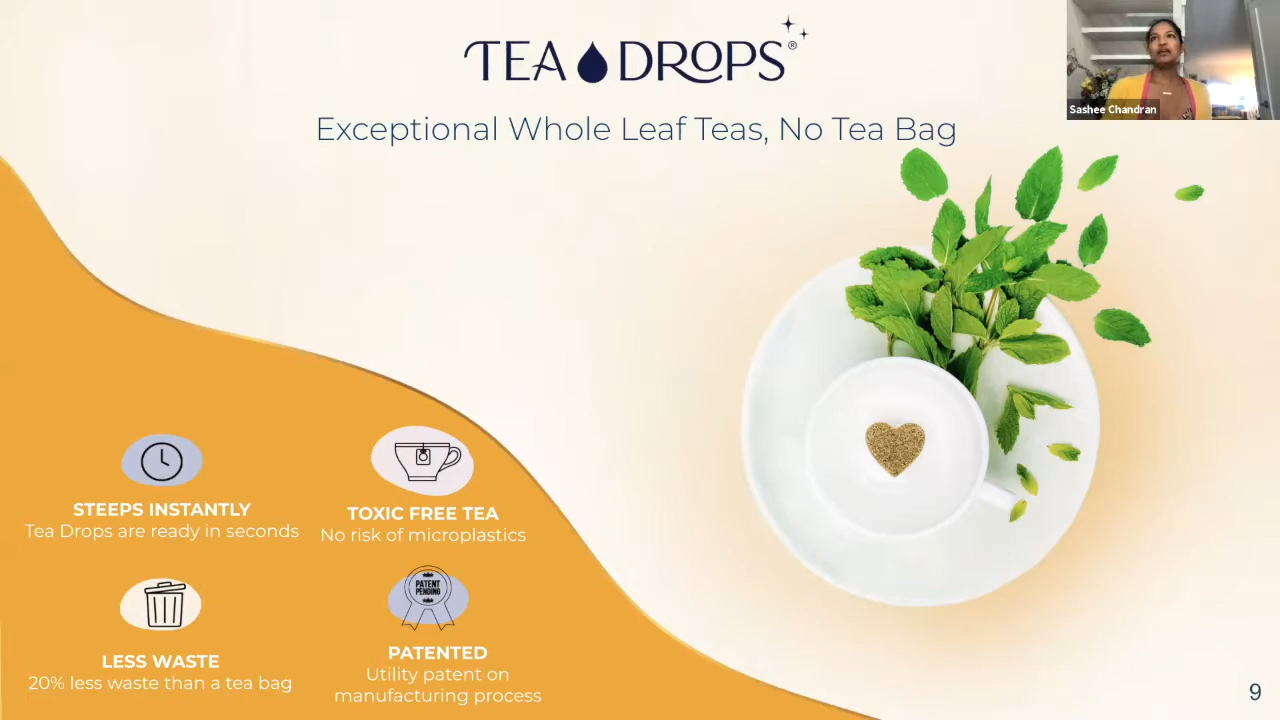 TEA DROPS®
Sashee Chandran
Exceptional Whole Leaf Teas, No Tea Bag
STEEPS INSTANTLY
Tea Drops are ready in seconds
TOXIC FREE TEA
No risk of microplastics
PATENT
PENDING
LESS WASTE
20% less waste than a tea bag
PATENTED
Utility patent on
manufacturing process
9